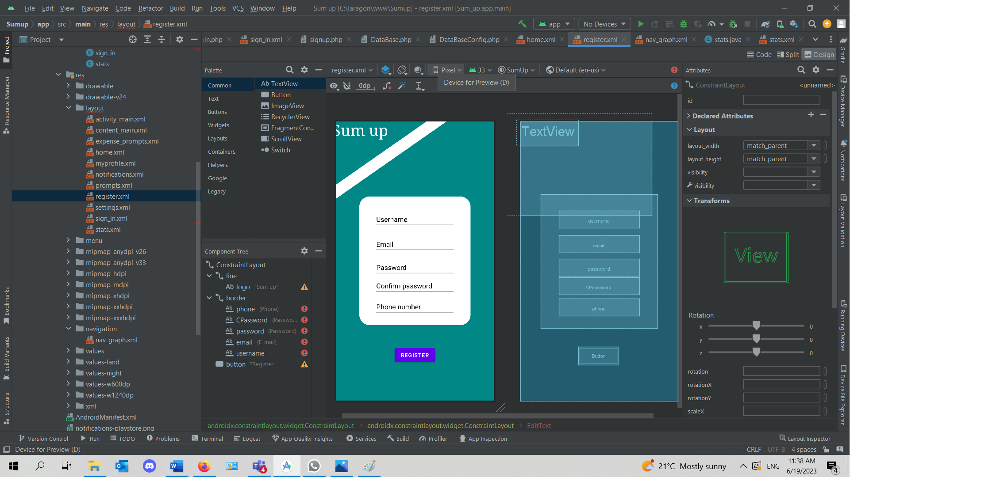 File Edit View Navigate Code Refactor Build Run Tools VCS Window Help Sum up [C:\laragon\www\Sumup] - register.xml [Sum_up.app.main]
Sumup app src main res layout register.xml
app No Devices
Project
in.php sign_in.xml signup.php DataBase.php DataBaseConfig.php home.xml register.xml nav_graph.xml stats.java stats.xml
Code Split Design
sign_in
stats
res
drawable
drawable-v24
layout
activity_main.xml
content_main.xml
expense_prompts.xml
home.xml
myprofile.xml
notifications.xml
prompts.xml
register.xml
settings.xml
sign_in.xml
stats.xml
menu
mipmap-anydpi-v26
mipmap-anydpi-v33
mipmap-hdpi
mipmap-mdpi
mipmap-xhdpi
mipmap-xxhdpi
mipmap-xxxhdpi
navigation
nav_graph.xml
values
values-land
values-night
values-w600dp
values-w1240dp
xml
AndroidManifest.xml
notifications-playstore.png
Project
Resource Manager
Bookmarks
Build Variants
Structure
Palette
Common
Text
Buttons
Widgets
Layouts
Containers
Helpers
Google
Legacy
Ab TextView
Button
ImageView
RecyclerView
FragmentCon...
ScrollView
Switch
Component Tree
ConstraintLayout
line
Ab logo "Sum up"
border
Ab phone (Phone)
Ab CPassword (Passwo...
Ab password (Password)
Ab email (E-mail)
Ab username
button "Register"
register.xml Pixel 33 SumUp Default (en-us)
0dp
Device for Preview (D)
Sum up
Username
Email
Password
Confirm password
Phone number
REGISTER
TextView
username
email
password
CPassword
phone
Button
Attributes
ConstraintLayout <unnamed>
id
Declared Attributes
Layout
layout_width match_parent
layout_height match_parent
visibility
visibility
Transforms
View
Rotation
x 0
y 0
z 0
rotation
rotationX
rotationY
scaleX
Gradle
Device Manager
Notifications
Layout Validation
Running Devices
Device File Explorer
androidx.constraintlayout.widget.ConstraintLayout androidx.constraintlayout.widget.ConstraintLayout EditText
Version Control Run TODO Problems Terminal Logcat App Quality Insights Services Build Profiler App Inspection Layout Inspector
Device for Preview (D) CRLF UTF-8 4 spaces
4
21°C Mostly sunny ENG
11:38 AM
6/19/2023
4